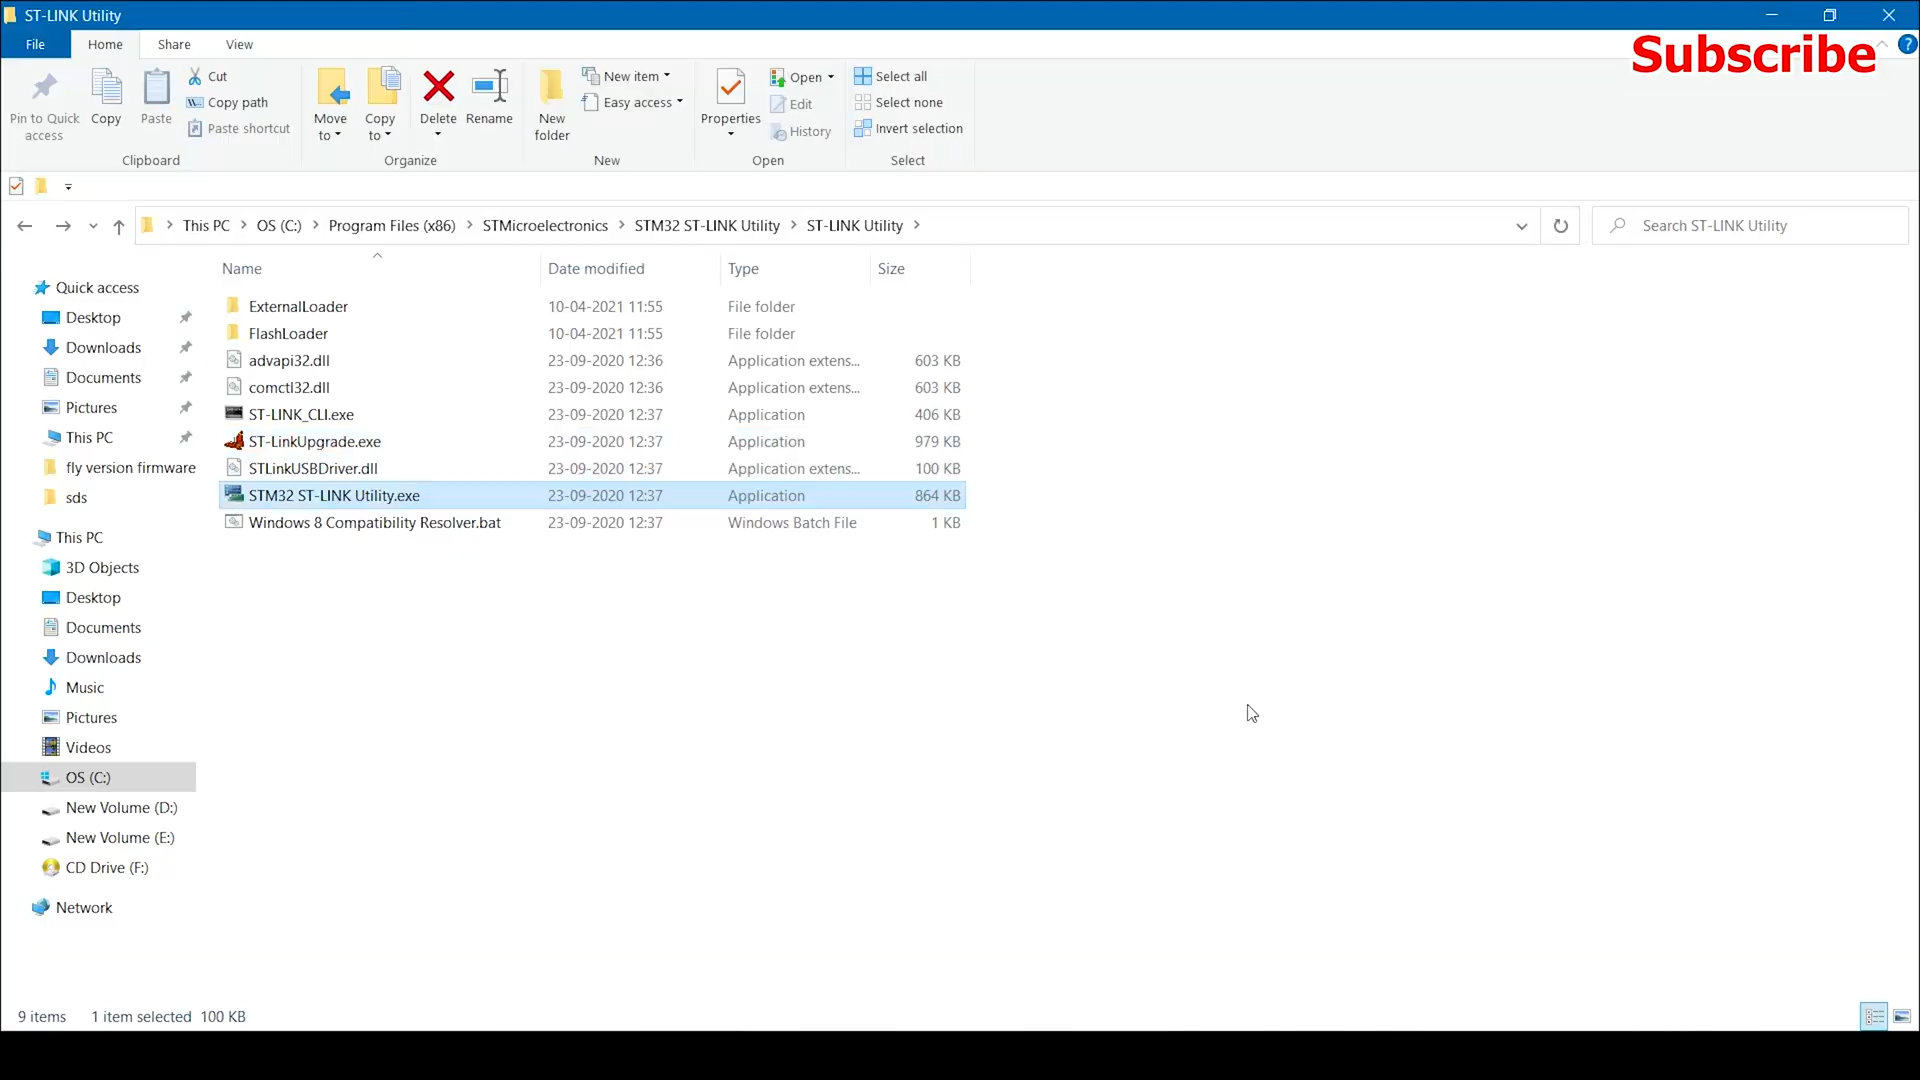 ST-LINK Utility
File Home Share View
Subscribe
Pin to Quick access
Copy
Paste
Cut
Copy path
Paste shortcut
Clipboard
Move to
Copy to
Delete
Rename
Organize
New folder
New item
Easy access
New
Properties
Open
Edit
History
Open
Select all
Select none
Invert selection
Select
This PC OS (C:) Program Files (x86) STMicroelectronics STM32 ST-LINK Utility ST-LINK Utility
Search ST-LINK Utility
Quick access
Desktop
Downloads
Documents
Pictures
This PC
fly version firmware
sds
This PC
3D Objects
Desktop
Documents
Downloads
Music
Pictures
Videos
OS (C:)
New Volume (D:)
New Volume (E:)
CD Drive (F:)
Network
Name Date modified Type Size
ExternalLoader 10-04-2021 11:55 File folder
FlashLoader 10-04-2021 11:55 File folder
advapi32.dll 23-09-2020 12:36 Application extens... 603 KB
comctl32.dll 23-09-2020 12:36 Application extens... 603 KB
ST-LINK_CLI.exe 23-09-2020 12:37 Application 406 KB
ST-LinkUpgrade.exe 23-09-2020 12:37 Application 979 KB
STLinkUSBDriver.dll 23-09-2020 12:37 Application extens... 100 KB
STM32 ST-LINK Utility.exe 23-09-2020 12:37 Application 864 KB
Windows 8 Compatibility Resolver.bat 23-09-2020 12:37 Windows Batch File 1 KB
9 items 1 item selected 100 KB